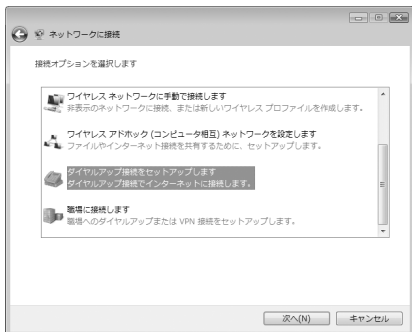 ネットワークに接続
接続オプションを選択します
ワイヤレス ネットワークに手動で接続します
非表示のネットワークに接続、または新しいワイヤレス プロファイルを作成します。
ワイヤレス アドホック (コンピュータ相互) ネットワークを設定します
ファイルやインターネット接続を共有するために、セットアップします。
ダイヤルアップ接続をセットアップします
ダイヤルアップ接続でインターネットに接続します。
職場に接続します
職場へのダイヤルアップまたは VPN 接続をセットアップします。
次へ(N)
キャンセル